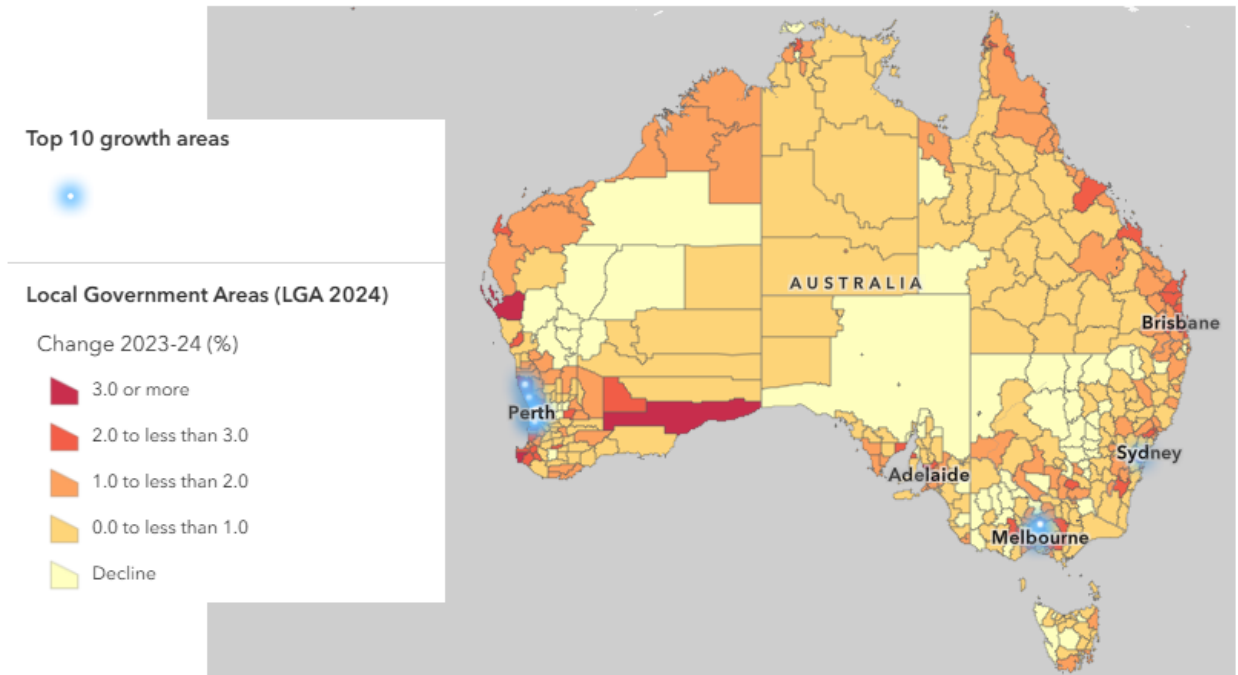 Top 10 growth areas
Local Government Areas (LGA 2024)
Change 2023-24 (%)
3.0 or more
2.0 to less than 3.0
1.0 to less than 2.0
0.0 to less than 1.0
Decline
AUSTRALIA
Brisbane
Perth
Sydney
Adelaide
Melbourne